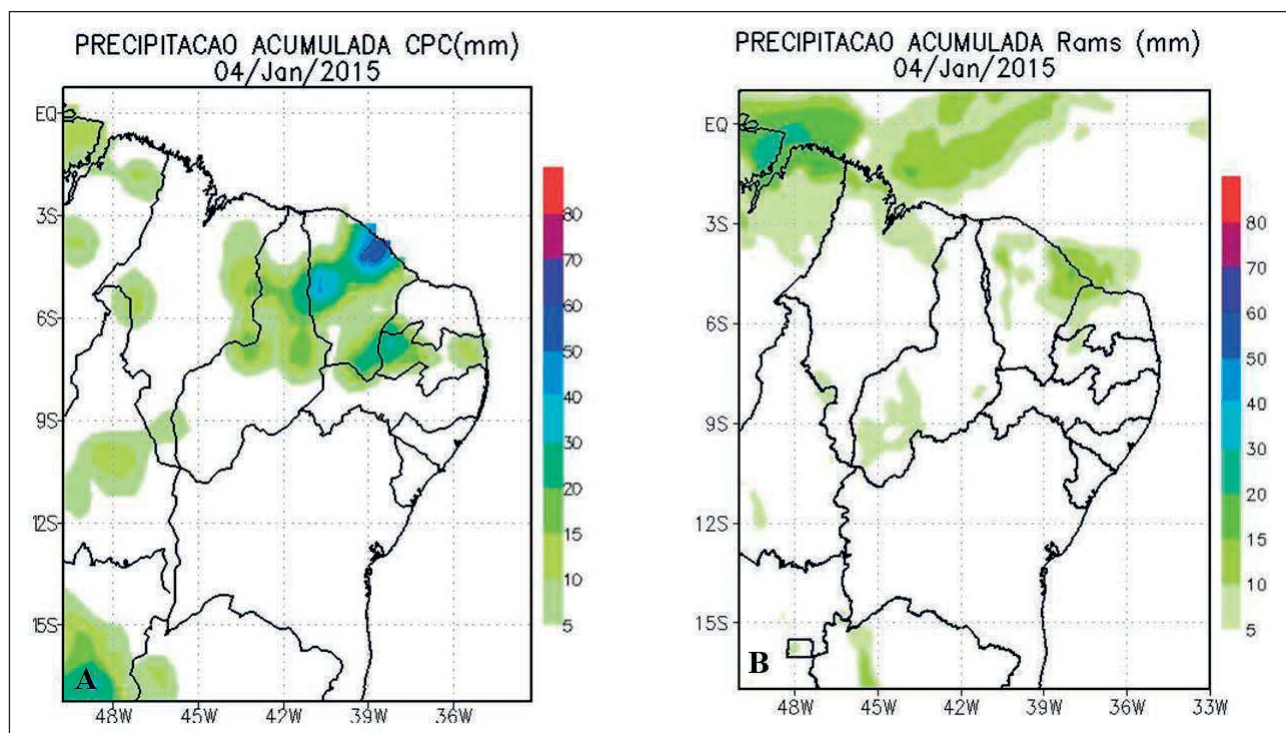 PRECIPITACAO ACUMULADA CPC(mm)
04/Jan/2015
EQ
3S
6S
9S
12S
15S
48W 45W 42W 39W 36W
80
70
60
50
40
30
20
15
10
5
A
PRECIPITACAO ACUMULADA Rams (mm)
04/Jan/2015
EQ
3S
6S
9S
12S
15S
48W 45W 42W 39W 36W 33W
80
70
60
50
40
30
20
15
10
5
B